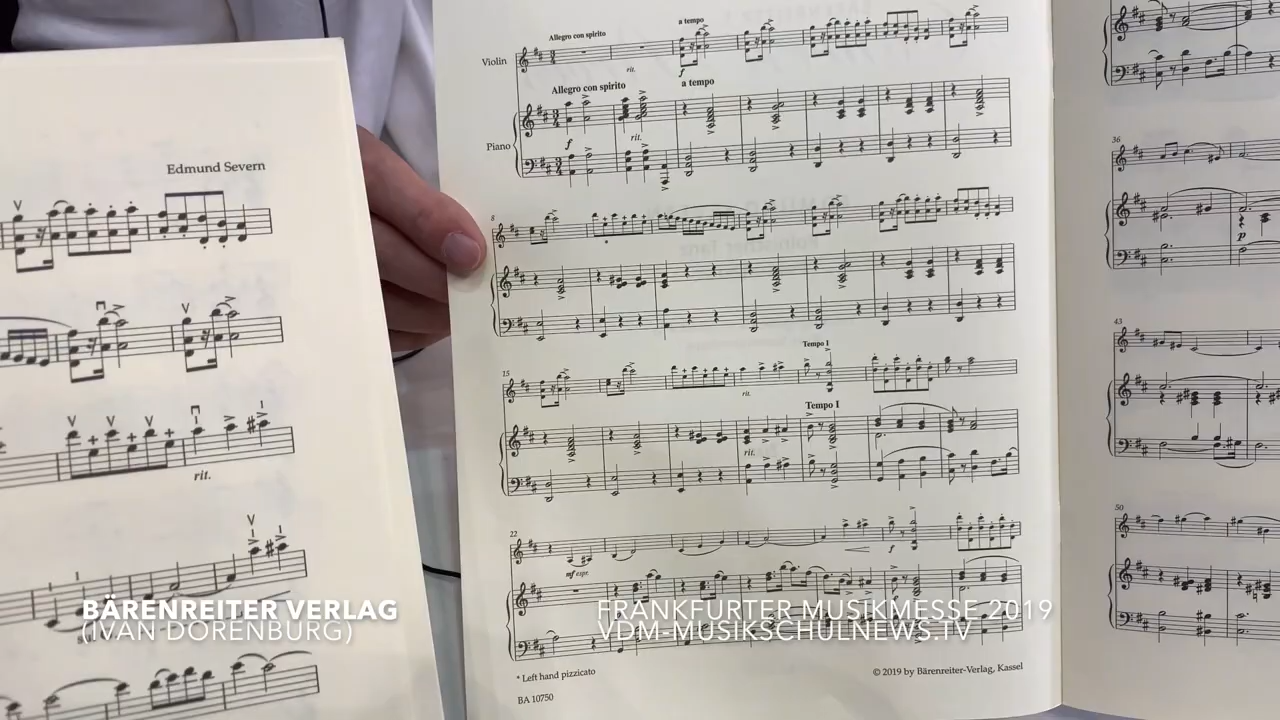 Edmund Severn
rit.
Allegro con spirito
a tempo
Violin
rit.
f
Allegro con spirito
a tempo
Piano
f
rit.
8
15
Tempo I
rit.
Tempo I
rit.
22
mf espr.
f
f
* Left hand pizzicato
© 2019 by Bärenreiter-Verlag, Kassel
BA 10750
36
p
43
50
BÄRENREITER VERLAG
(IVAN DORENBURG)
FRANKFURTER MUSIKMESSE 2019
VDM-MUSIKSCHULNEWS.TV